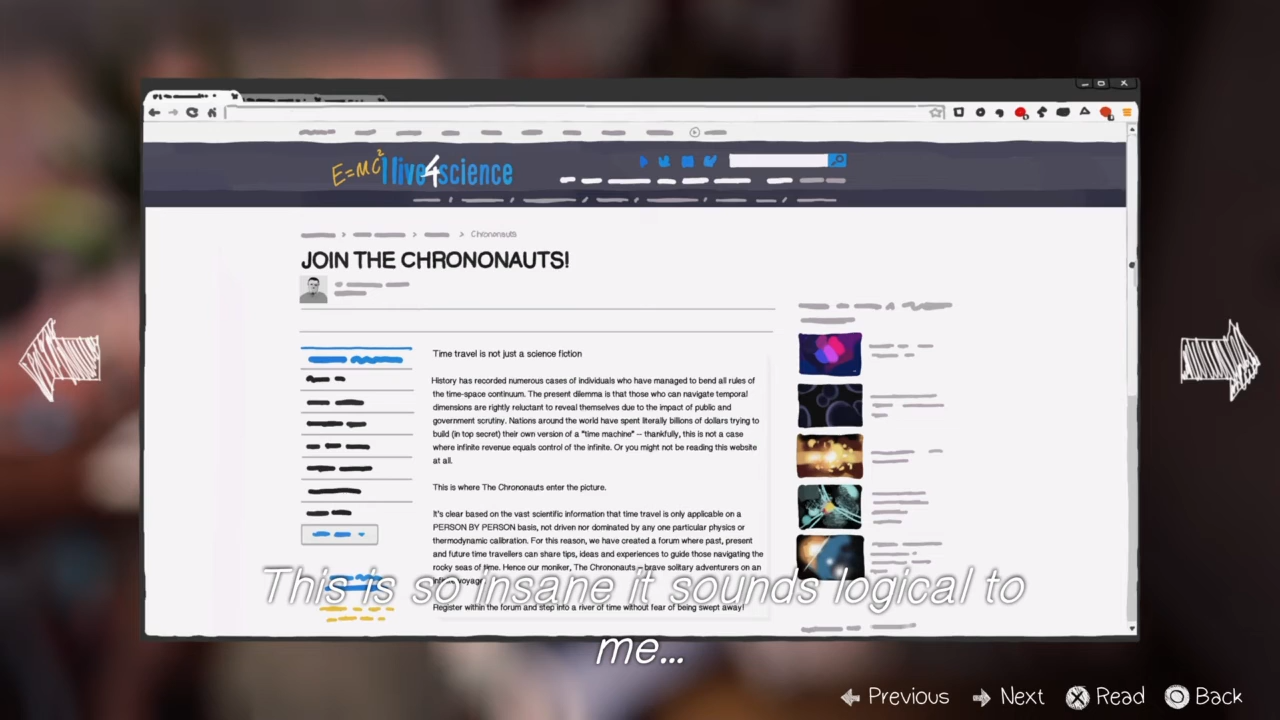 E=MC2 I live4science
Chrononauts
JOIN THE CHRONONAUTS!
Time travel is not just a science fiction
History has recorded numerous cases of individuals who have managed to bend all rules of
the time-space continuum. The present dilemma is that those who can navigate temporal
dimensions are rightly reluctant to reveal themselves due to the impact of public and
government scrutiny. Nations around the world have spent literally billions of dollars trying to
build (in top secret) their own version of a "time machine" -- thankfully, this is not a case
where infinite revenue equals control of the infinite. Or you might not be reading this website
at all.
This is where The Chrononauts enter the picture.
It's clear based on the vast scientific information that time travel is only applicable on a
PERSON BY PERSON basis, not driven nor dominated by any one particular physics or
thermodynamic calibration. For this reason, we have created a forum where past, present
and future time travellers can share tips, ideas and experiences to guide those navigating the
rocky seas of time. Hence our moniker, The Chrononauts – brave solitary adventurers on an
infinite voyage.
This is so insane it sounds logical to
Register within the forum and step into a river of time without fear of being swept away!
me...
Previous Next Read Back